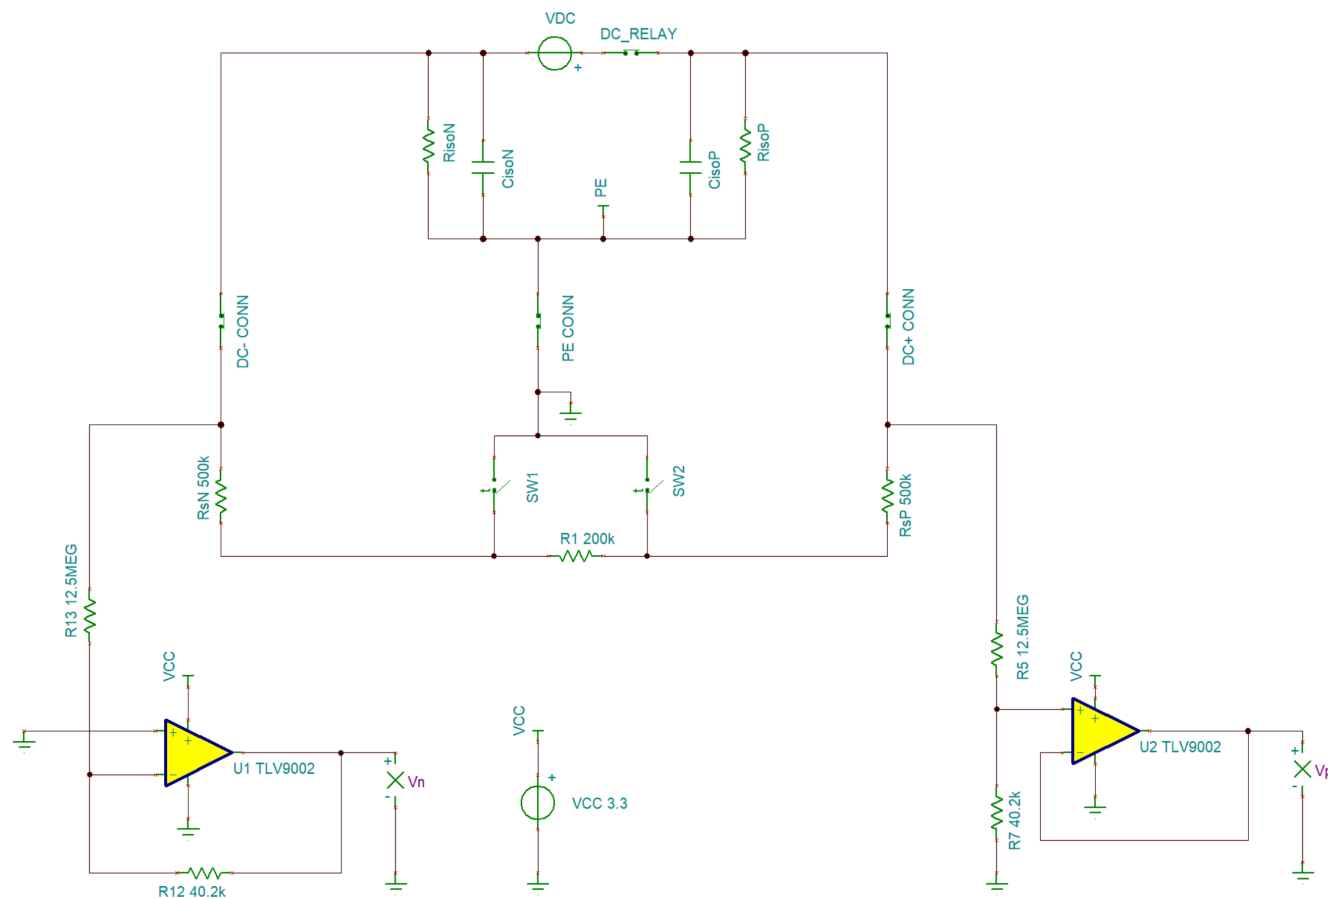 VDC
DC_RELAY
+
RisoN
CisoN
CisoP
RisoP
PE
DC- CONN
PE CONN
DC+ CONN
RsN 500k
t
SW1
t
SW2
RsP 500k
R1 200k
R13 12.5MEG
R5 12.5MEG
VCC
VCC
VCC
+
+
-
U1 TLV9002
+
-
Vn
+
VCC 3.3
+
+
-
U2 TLV9002
+
-
R7 40.2k
R12 40.2k